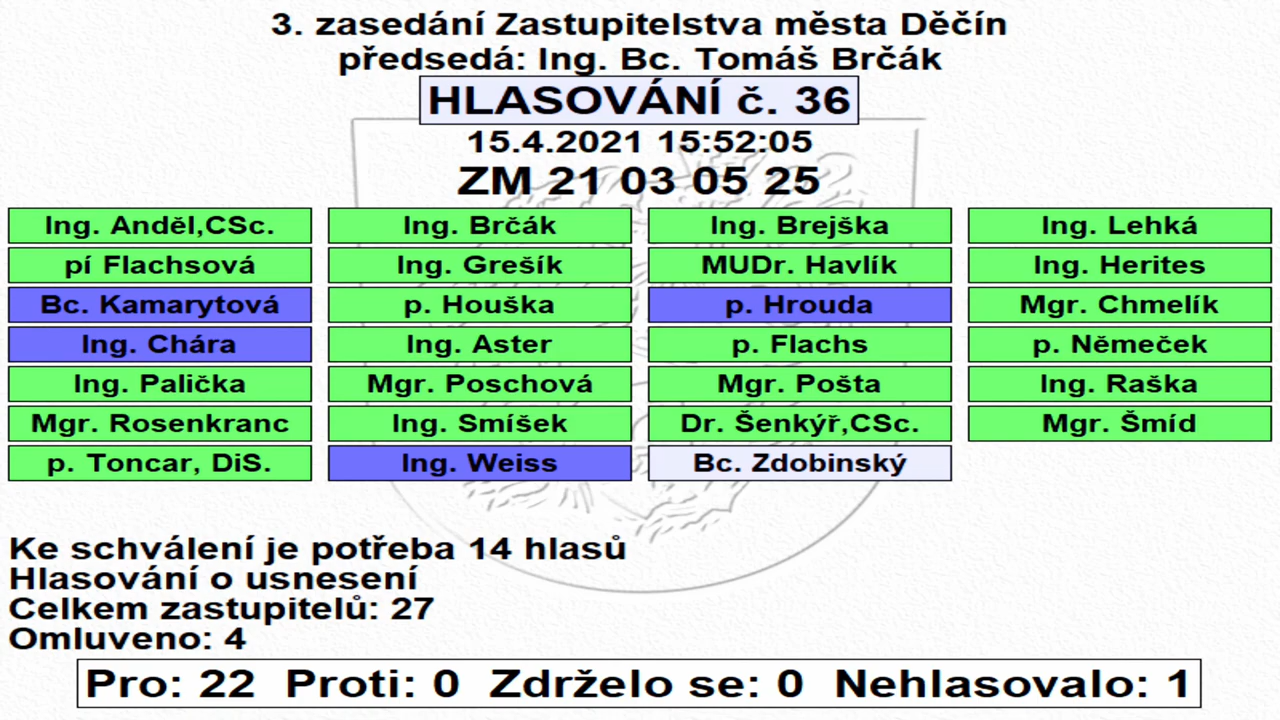 3. zasedání Zastupitelstva města Děčín
předsedá: Ing. Bc. Tomáš Brčák
HLASOVÁNÍ č. 36
15.4.2021 15:52:05
ZM 21 03 05 25
Ing. Anděl,CSc. Ing. Brčák Ing. Brejška Ing. Lehká
pí Flachsová Ing. Grešík MUDr. Havlík Ing. Herites
Bc. Kamarytová p. Houška p. Hrouda Mgr. Chmelík
Ing. Chára Ing. Aster p. Flachs p. Němeček
Ing. Palička Mgr. Poschová Mgr. Pošta Ing. Raška
Mgr. Rosenkranc Ing. Smíšek Dr. Šenkýř,CSc. Mgr. Šmíd
p. Toncar, DiS. Ing. Weiss Bc. Zdobinský
Ke schválení je potřeba 14 hlasů
Hlasování o usnesení
Celkem zastupitelů: 27
Omluveno: 4
Pro: 22 Proti: 0 Zdrželo se: 0 Nehlasovalo: 1